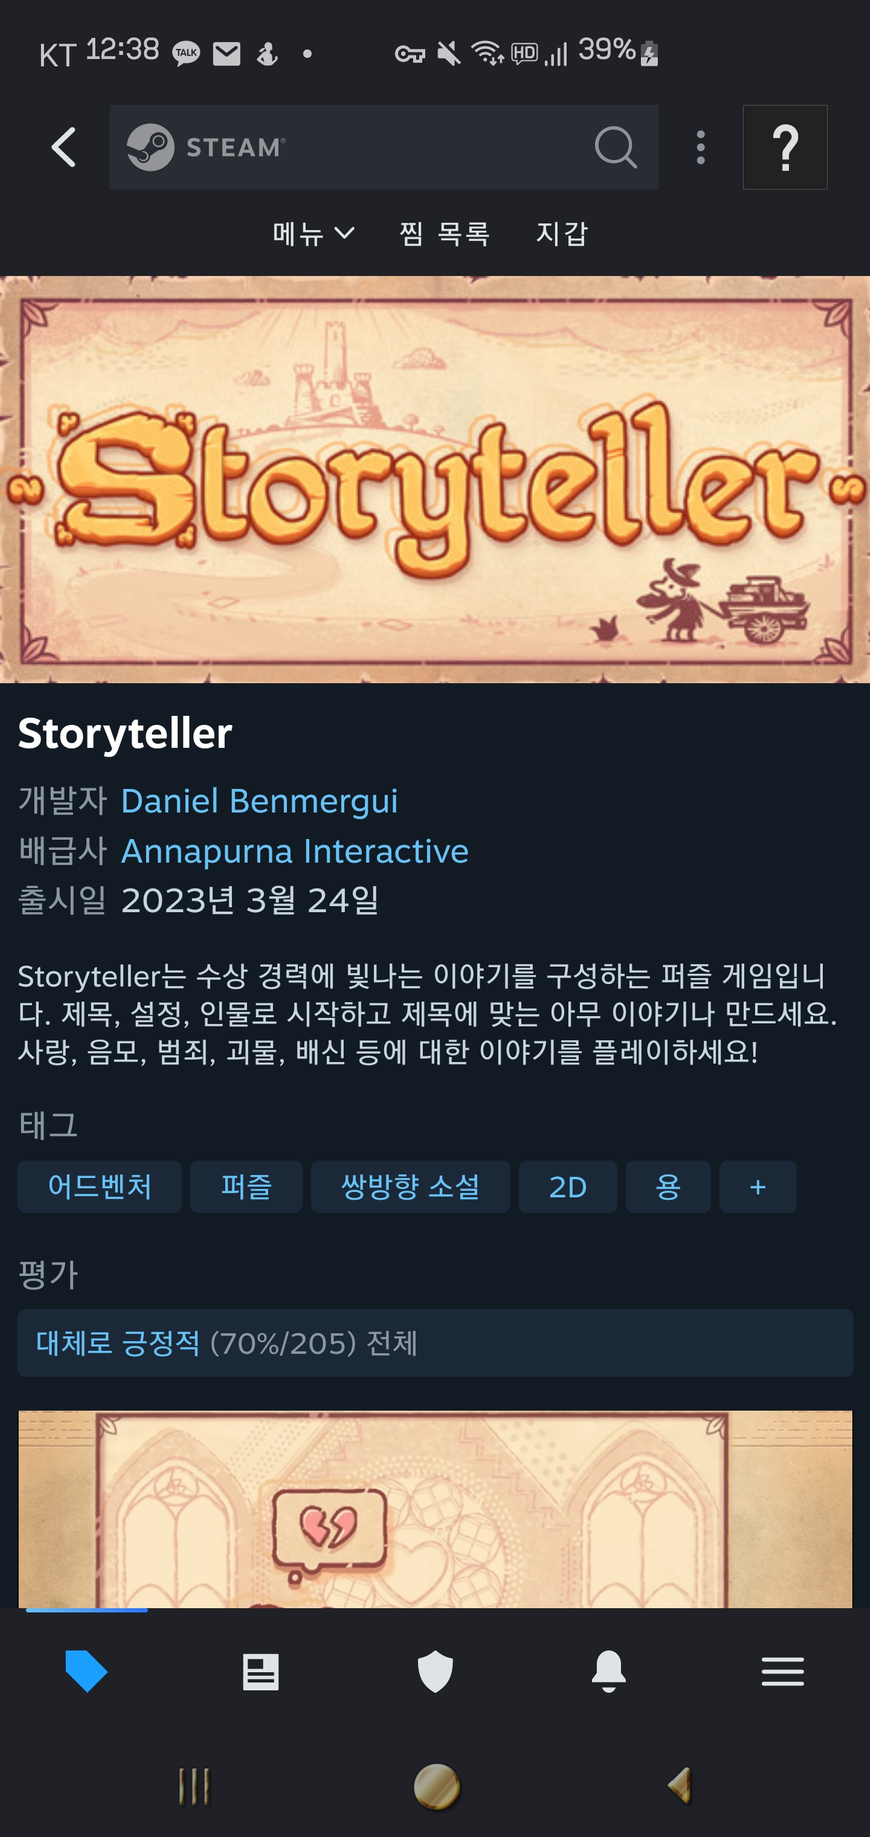 KT 12:38 TALK HD 39%
STEAM®
?
메뉴 찜 목록 지갑
Storyteller
Storyteller
개발자 Daniel Benmergui
배급사 Annapurna Interactive
출시일 2023년 3월 24일
Storyteller는 수상 경력에 빛나는 이야기를 구성하는 퍼즐 게임입니
다. 제목, 설정, 인물로 시작하고 제목에 맞는 아무 이야기나 만드세요.
사랑, 음모, 범죄, 괴물, 배신 등에 대한 이야기를 플레이하세요!
태그
어드벤처 퍼즐 쌍방향 소설 2D 용 +
평가
대체로 긍정적 (70%/205) 전체